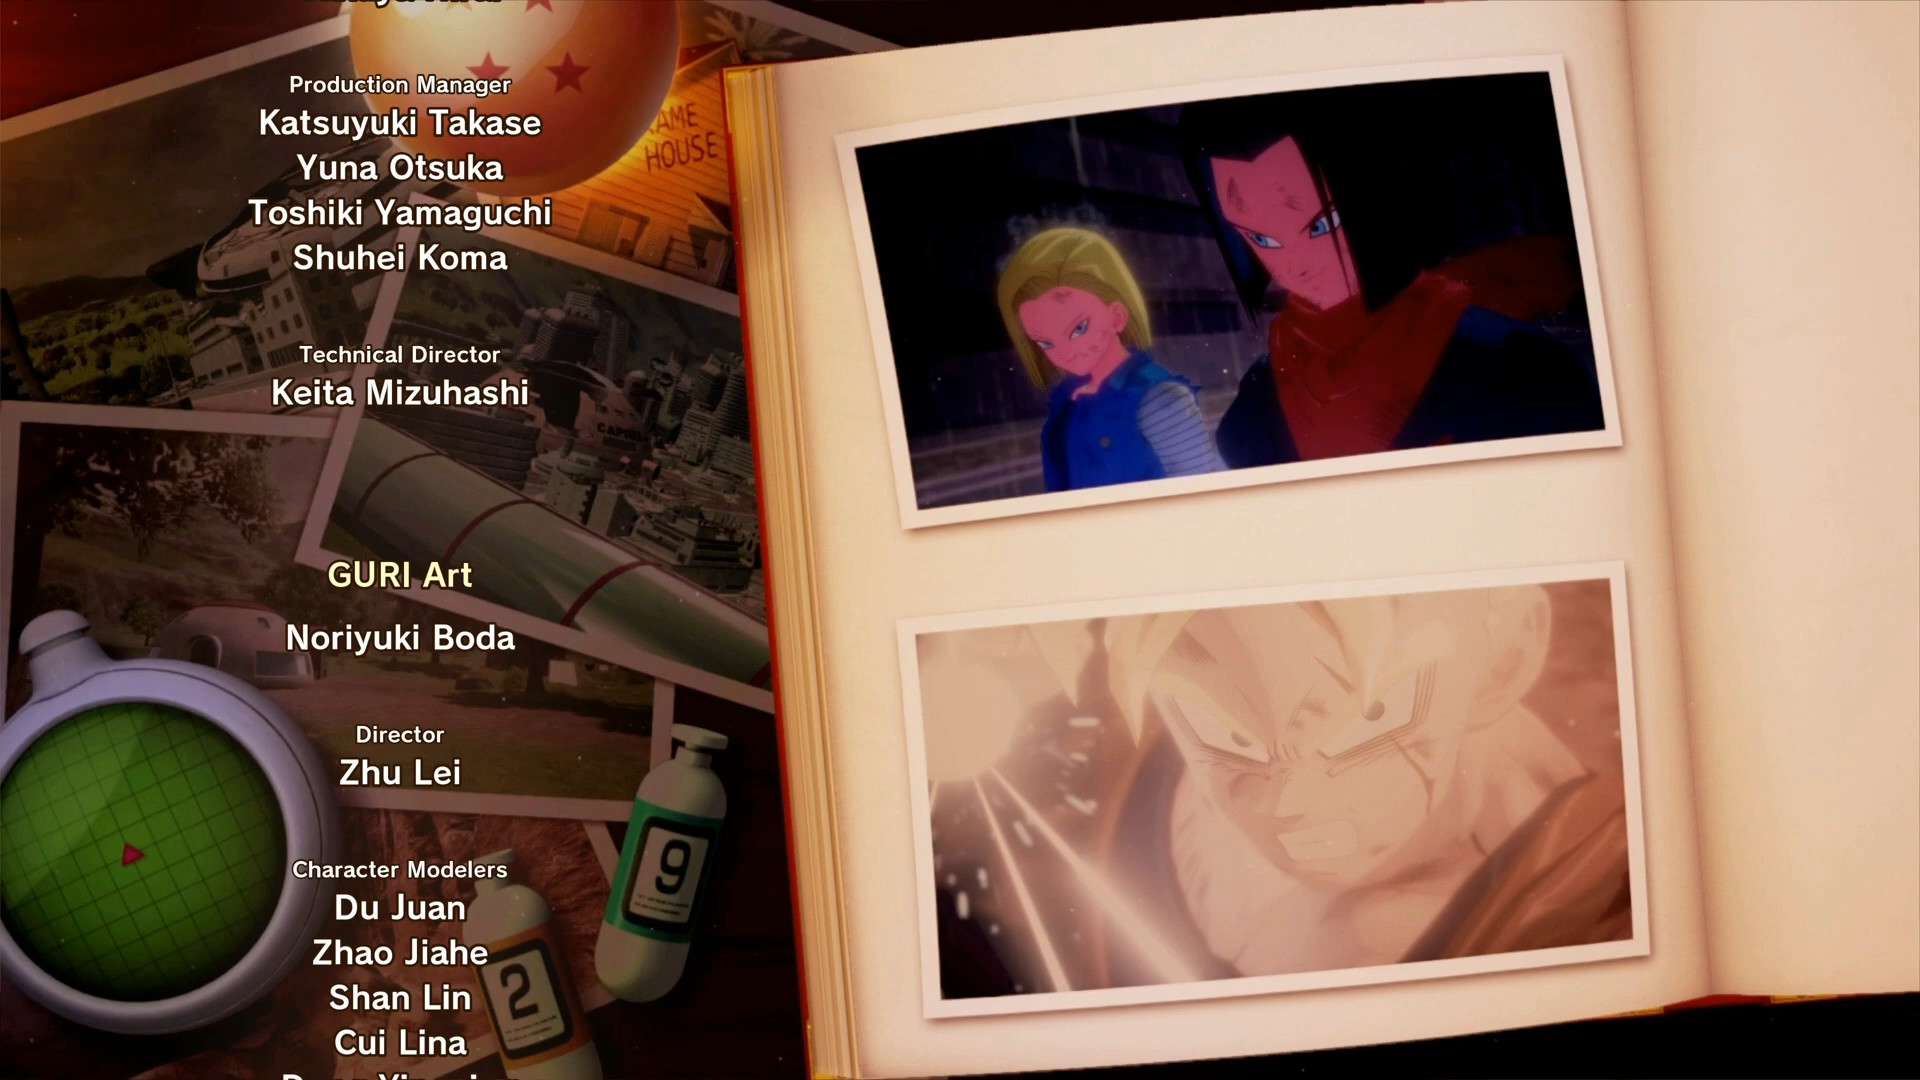 Production Manager
Katsuyuki Takase
Yuna Otsuka
Toshiki Yamaguchi
Shuhei Koma
Technical Director
Keita Mizuhashi
GURI Art
Noriyuki Boda
Director
Zhu Lei
Character Modelers
Du Juan
Zhao Jiahe
Shan Lin
Cui Lina
HOUSE
9
2